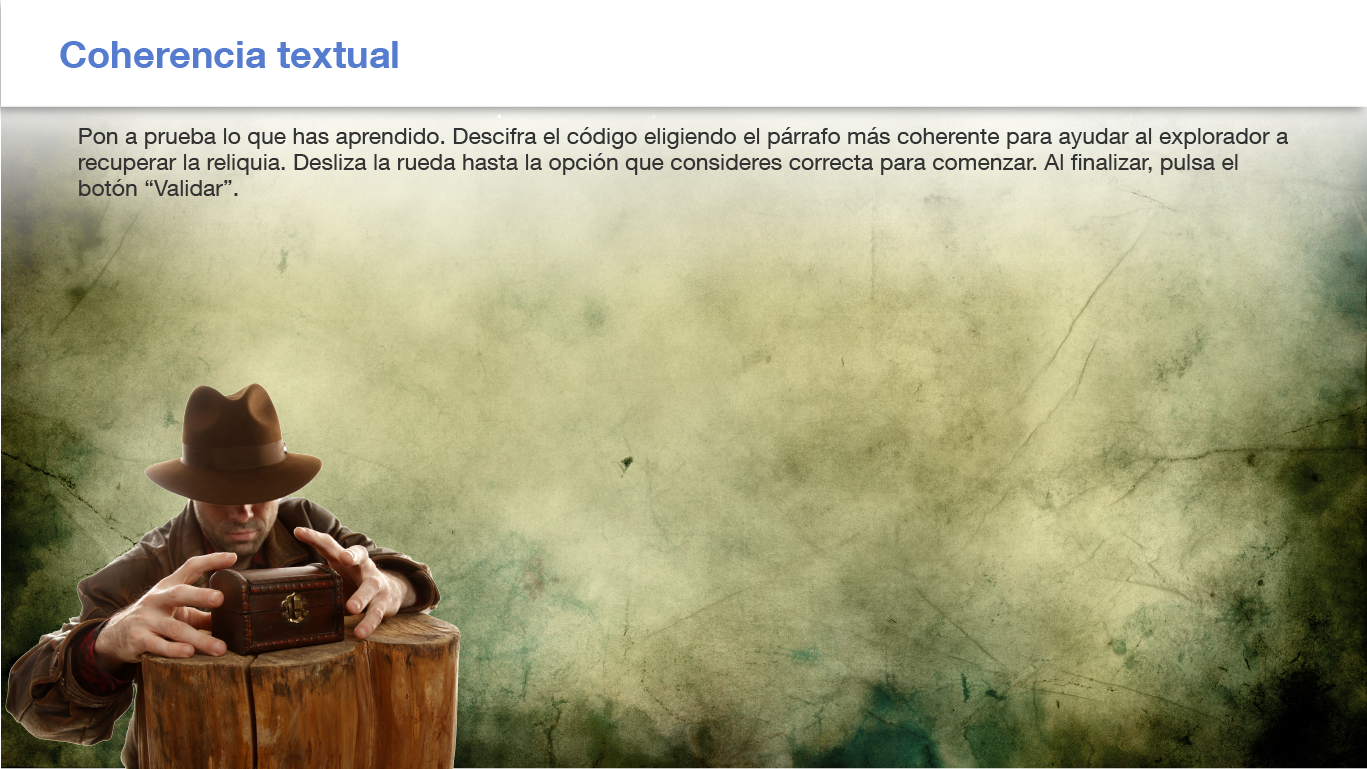 Coherencia textual
Pon a prueba lo que has aprendido. Descifra el código eligiendo el párrafo más coherente para ayudar al explorador a
recuperar la reliquia. Desliza la rueda hasta la opción que consideres correcta para comenzar. Al finalizar, pulsa el
botón “Validar”.